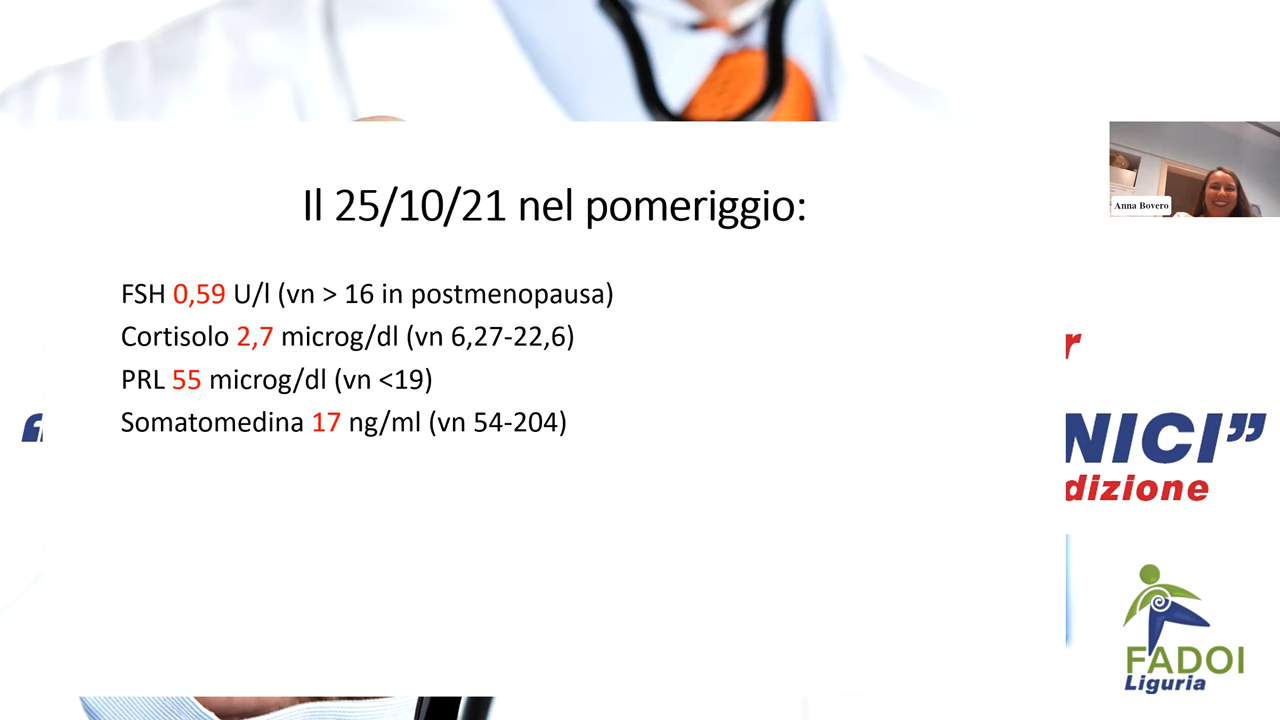 Il 25/10/21 nel pomeriggio:
FSH 0,59 U/l (vn > 16 in postmenopausa)
Cortisolo 2,7 microg/dl (vn 6,27-22,6)
PRL 55 microg/dl (vn <19)
Somatomedina 17 ng/ml (vn 54-204)
Anna Bovero
r
NICI”
dizione
FADOI
Liguria